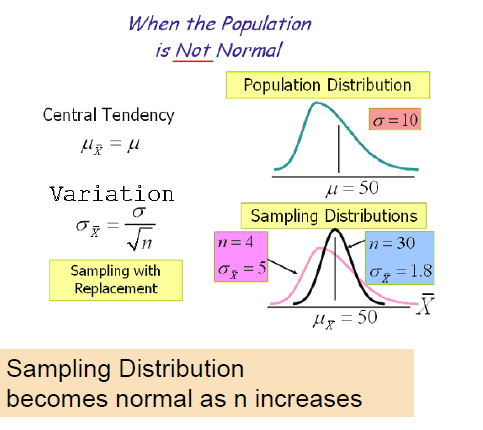 When the Population
is Not Normal
Population Distribution
Central Tendency
σ = 10
μ_X̄ = μ
μ = 50
Variation
σ_X̄ = σ/√n
Sampling Distributions
n = 4
σ_X̄ = 5
n = 30
σ_X̄ = 1.8
Sampling with
Replacement
X̄
μ_X̄ = 50
Sampling Distribution
becomes normal as n increases